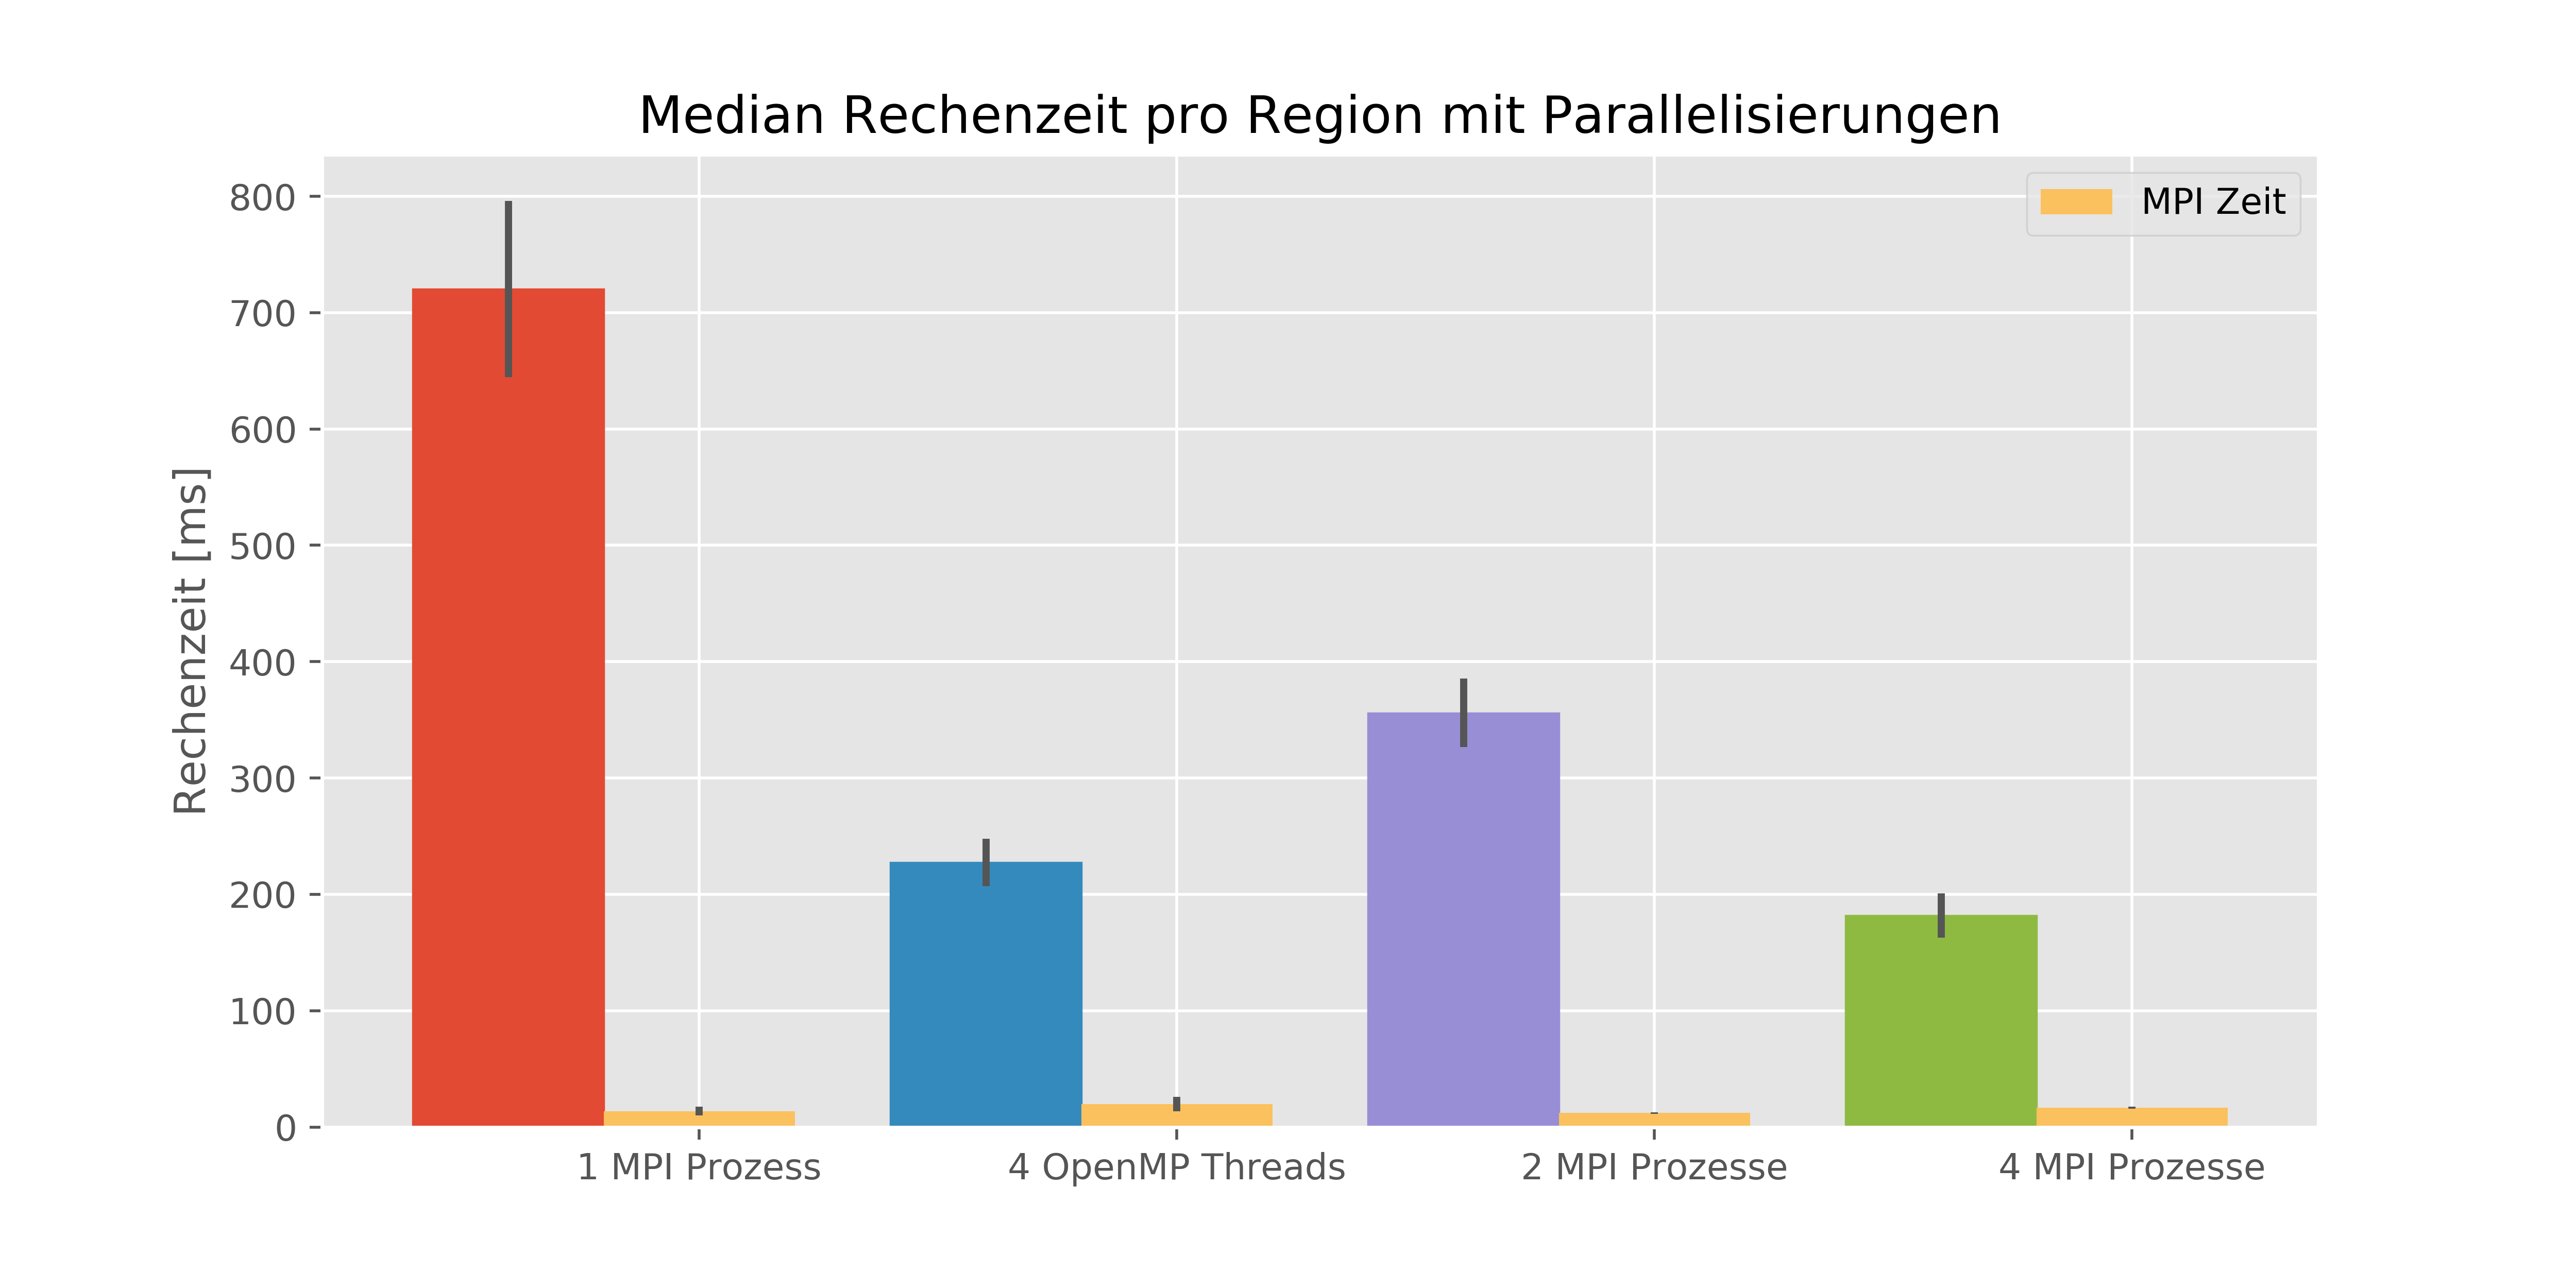 Median Rechenzeit pro Region mit Parallelisierungen
MPI Zeit
Rechenzeit [ms]
800
700
600
500
400
300
200
100
0
1 MPI Prozess
4 OpenMP Threads
2 MPI Prozesse
4 MPI Prozesse